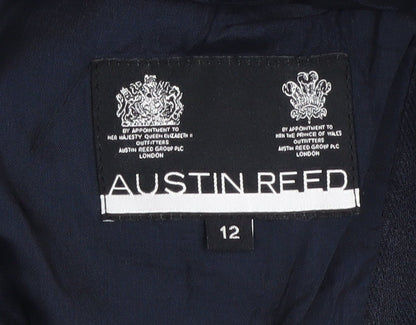 BY APPOINTMENT TO
HER MAJESTY QUEEN ELIZABETH II
OUTFITTERS
AUSTIN REED GROUP PLC
LONDON
BY APPOINTMENT TO
HRH THE PRINCE OF WALES
OUTFITTERS
AUSTIN REED GROUP PLC
LONDON
AUSTIN REED
12